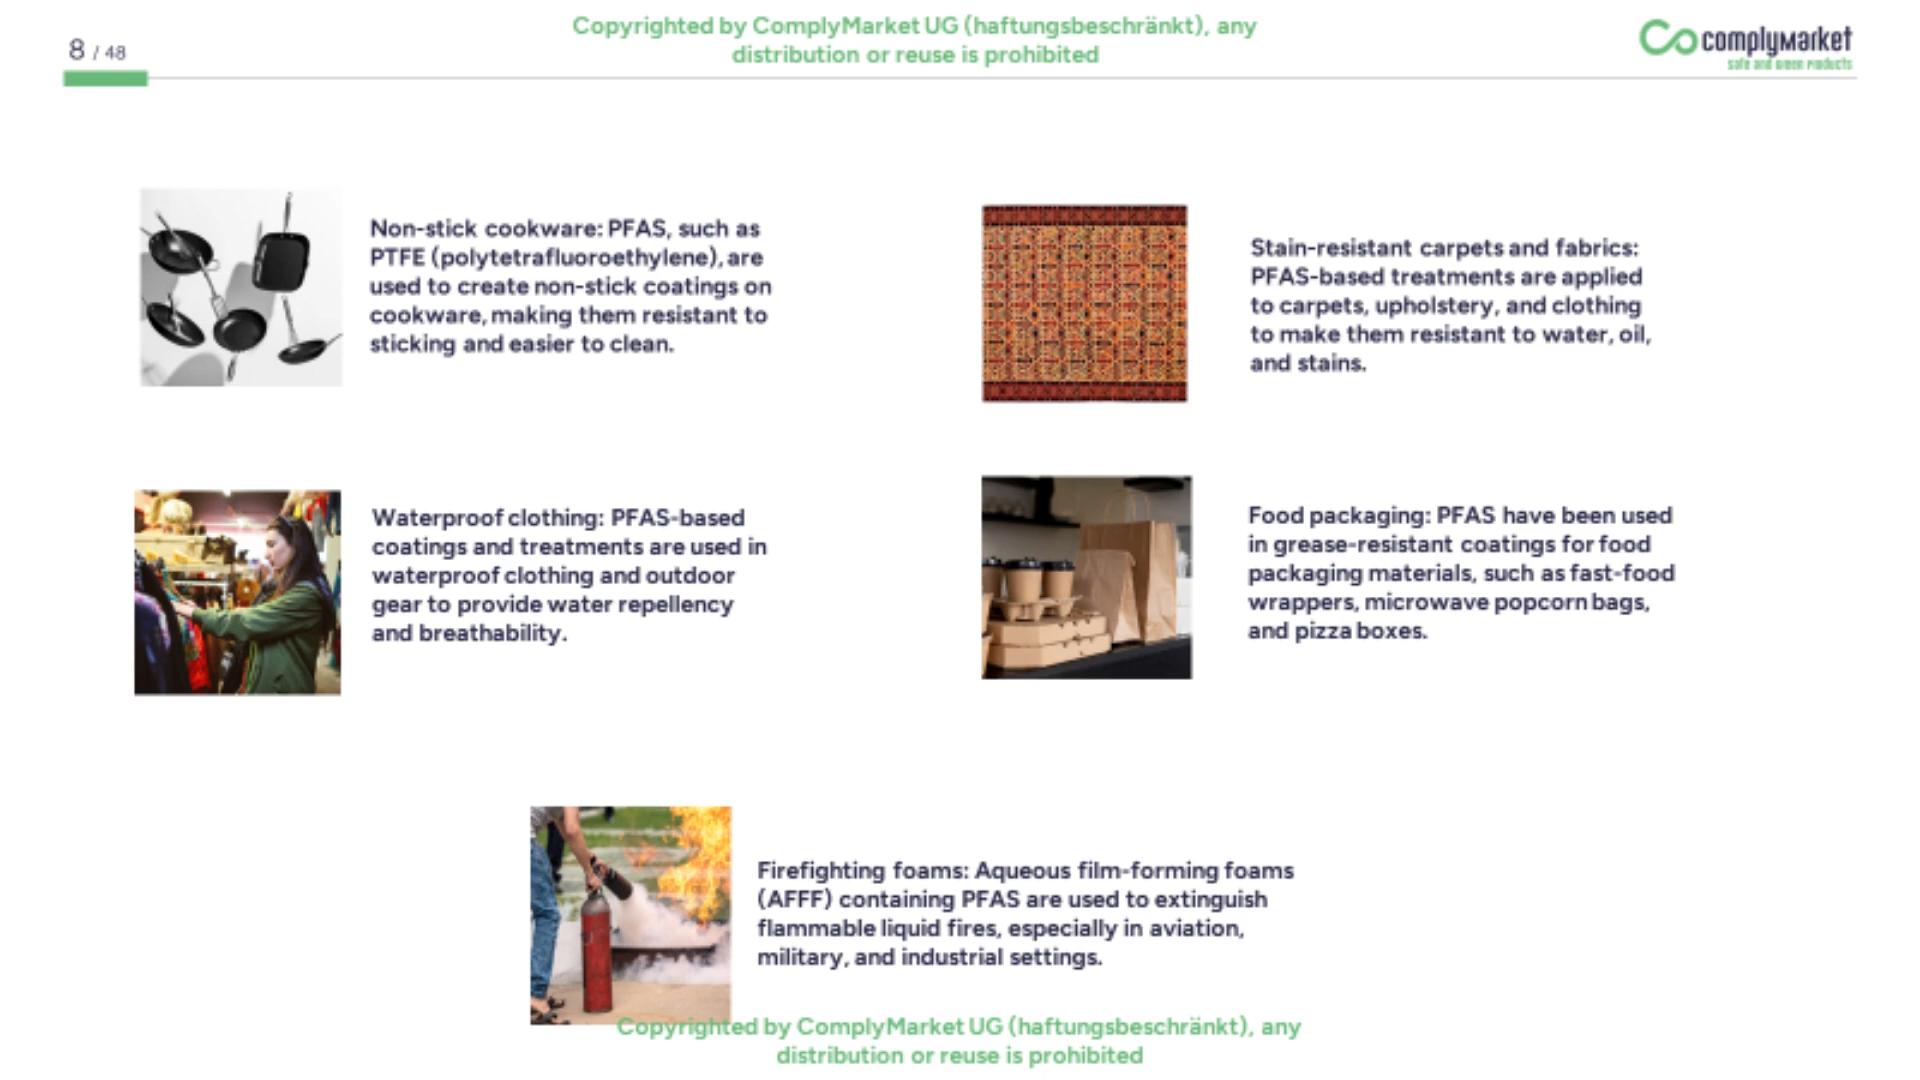 Copyrighted by ComplyMarket UG (haftungsbeschränkt), any
distribution or reuse is prohibited
8 / 48
complymarket
safe and green products
Non-stick cookware: PFAS, such as
PTFE (polytetrafluoroethylene), are
used to create non-stick coatings on
cookware, making them resistant to
sticking and easier to clean.
Stain-resistant carpets and fabrics:
PFAS-based treatments are applied
to carpets, upholstery, and clothing
to make them resistant to water, oil,
and stains.
Waterproof clothing: PFAS-based
coatings and treatments are used in
waterproof clothing and outdoor
gear to provide water repellency
and breathability.
Food packaging: PFAS have been used
in grease-resistant coatings for food
packaging materials, such as fast-food
wrappers, microwave popcorn bags,
and pizza boxes.
Firefighting foams: Aqueous film-forming foams
(AFFF) containing PFAS are used to extinguish
flammable liquid fires, especially in aviation,
military, and industrial settings.
Copyrighted by ComplyMarket UG (haftungsbeschränkt), any
distribution or reuse is prohibited